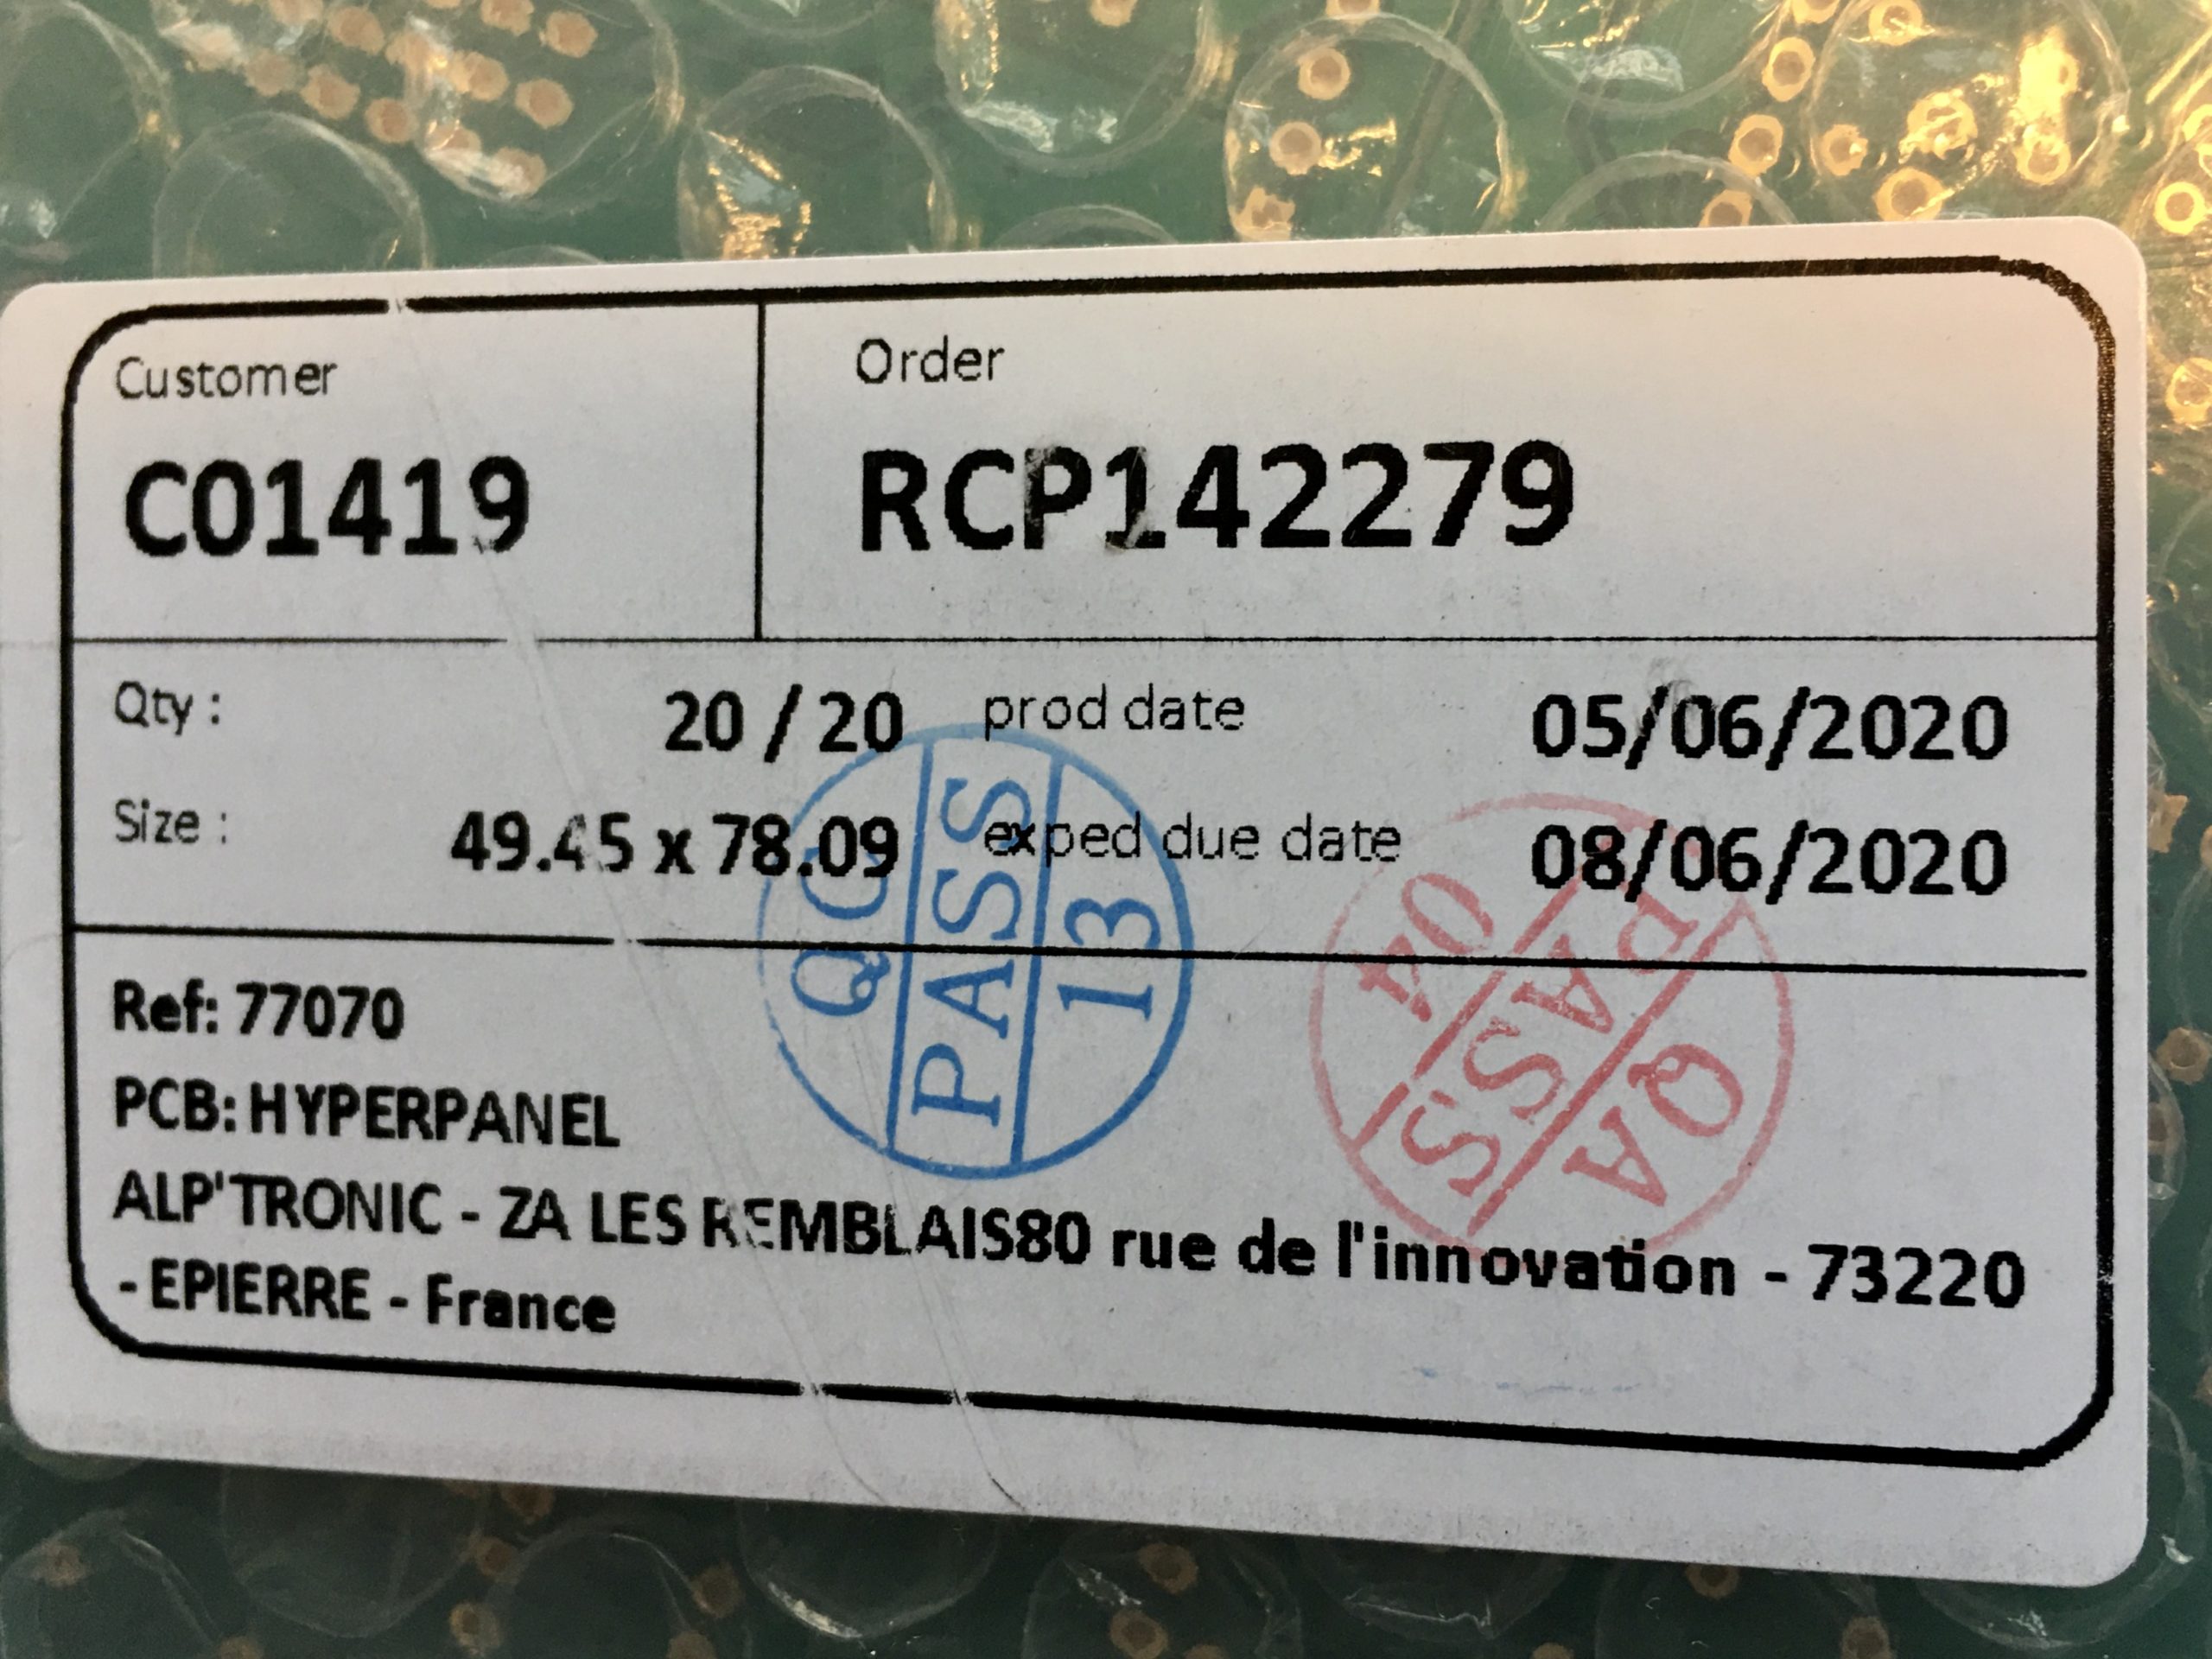 Customer
Order
C01419
RCP142279
Qty :
20 / 20
prod date
05/06/2020
Size :
49.45 x 78.09
exped due date
08/06/2020
QC
PASS
13
QA
PASS
04
Ref: 77070
PCB: HYPERPANEL
ALP'TRONIC - ZA LES REMBLAIS80 rue de l'innovation - 73220
- EPIERRE - France